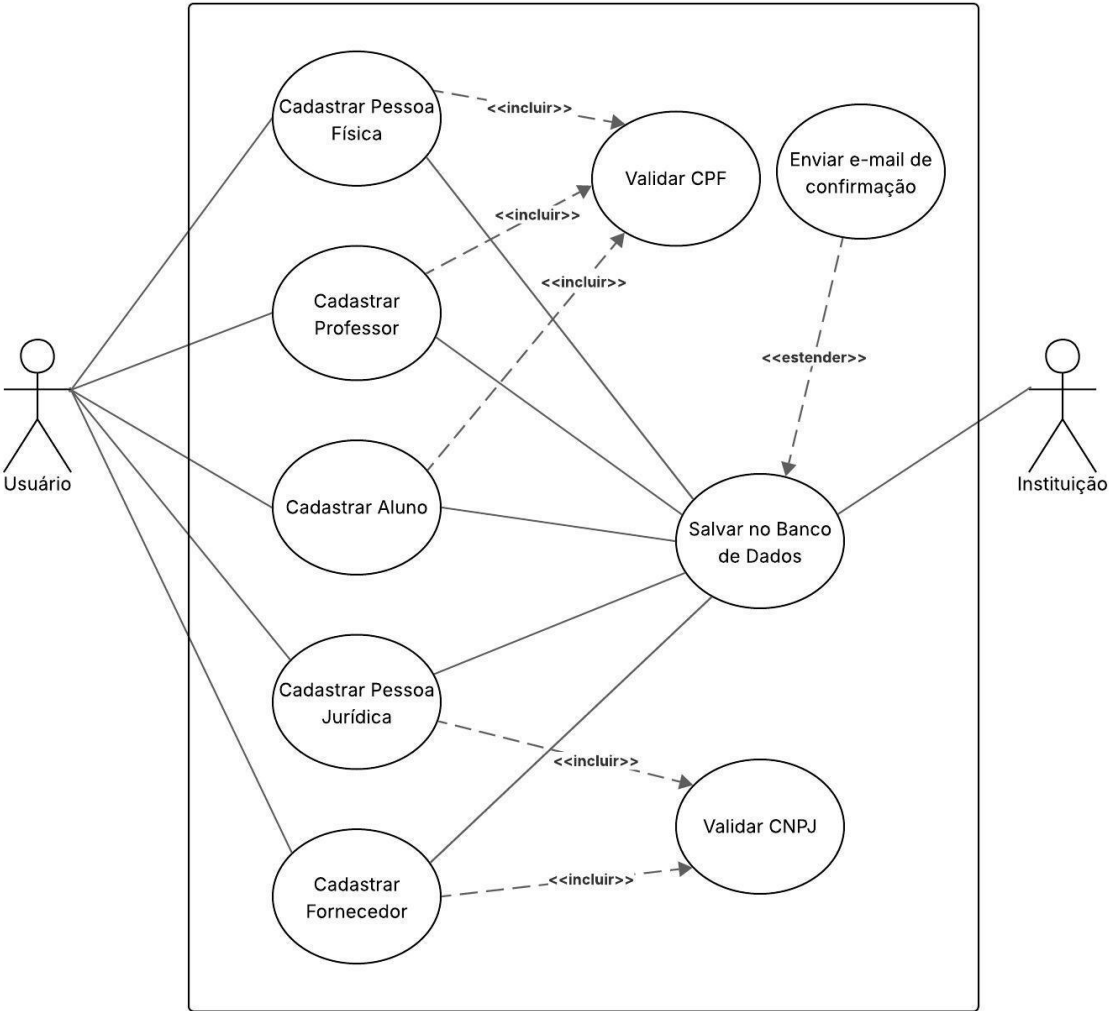 Cadastrar Pessoa
Física
<<incluir>>
Validar CPF
Enviar e-mail de
confirmação
<<incluir>>
Cadastrar
Professor
<<incluir>>
<<estender>>
Usuário
Instituição
Cadastrar Aluno
Salvar no Banco
de Dados
Cadastrar Pessoa
Jurídica
<<incluir>>
Validar CNPJ
Cadastrar
Fornecedor
<<incluir>>